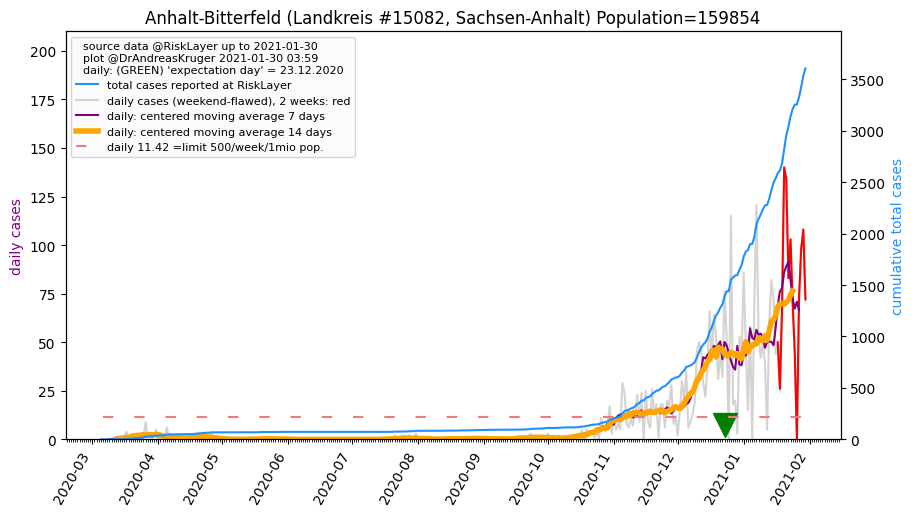 Anhalt-Bitterfeld (Landkreis #15082, Sachsen-Anhalt) Population=159854
source data @RiskLayer up to 2021-01-30
plot @DrAndreasKruger 2021-01-30 03:59
daily: (GREEN) 'expectation day' = 23.12.2020
total cases reported at RiskLayer
daily cases (weekend-flawed), 2 weeks: red
daily: centered moving average 7 days
daily: centered moving average 14 days
daily 11.42 =limit 500/week/1mio pop.
daily cases
200
175
150
125
100
75
50
25
0
cumulative total cases
3500
3000
2500
2000
1500
1000
500
0
2020-03
2020-04
2020-05
2020-06
2020-07
2020-08
2020-09
2020-10
2020-11
2020-12
2021-01
2021-02